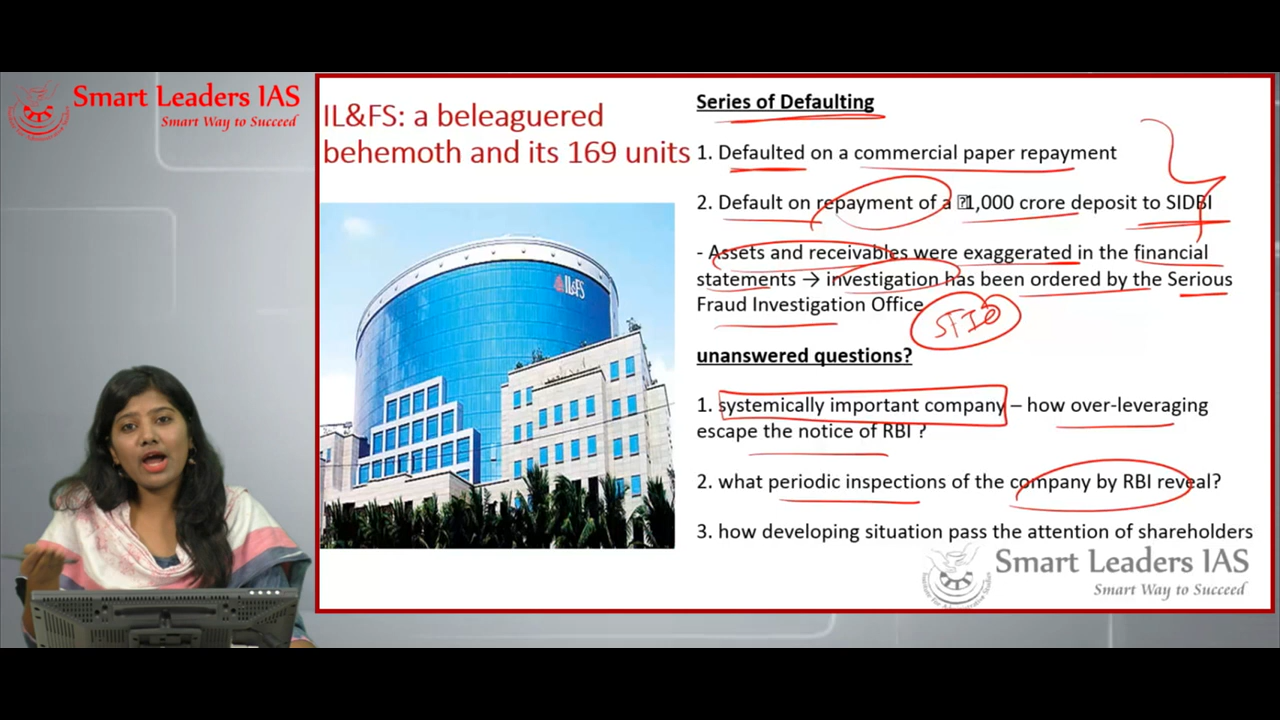 Smart Leaders IAS
Smart Way to Succeed
IL&FS: a beleaguered
behemoth and its 169 units
IL&FS
Series of Defaulting
1. Defaulted on a commercial paper repayment
2. Default on repayment of a 1,000 crore deposit to SIDBI
- Assets and receivables were exaggerated in the financial
statements → investigation has been ordered by the Serious
Fraud Investigation Office
SFIO
unanswered questions?
1. systemically important company – how over-leveraging
escape the notice of RBI ?
2. what periodic inspections of the company by RBI reveal?
3. how developing situation pass the attention of shareholders
Smart Leaders IAS
Smart Way to Succeed